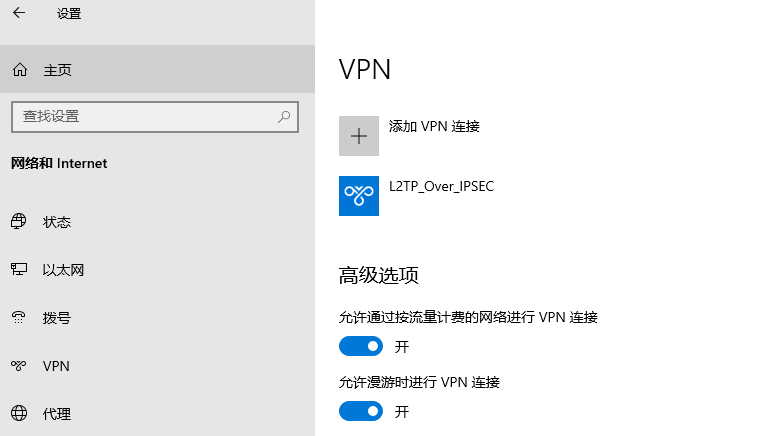 设置
主页
查找设置
网络和 Internet
状态
以太网
拨号
VPN
代理
VPN
添加 VPN 连接
L2TP_Over_IPSEC
高级选项
允许通过按流量计费的网络进行 VPN 连接
开
允许漫游时进行 VPN 连接
开